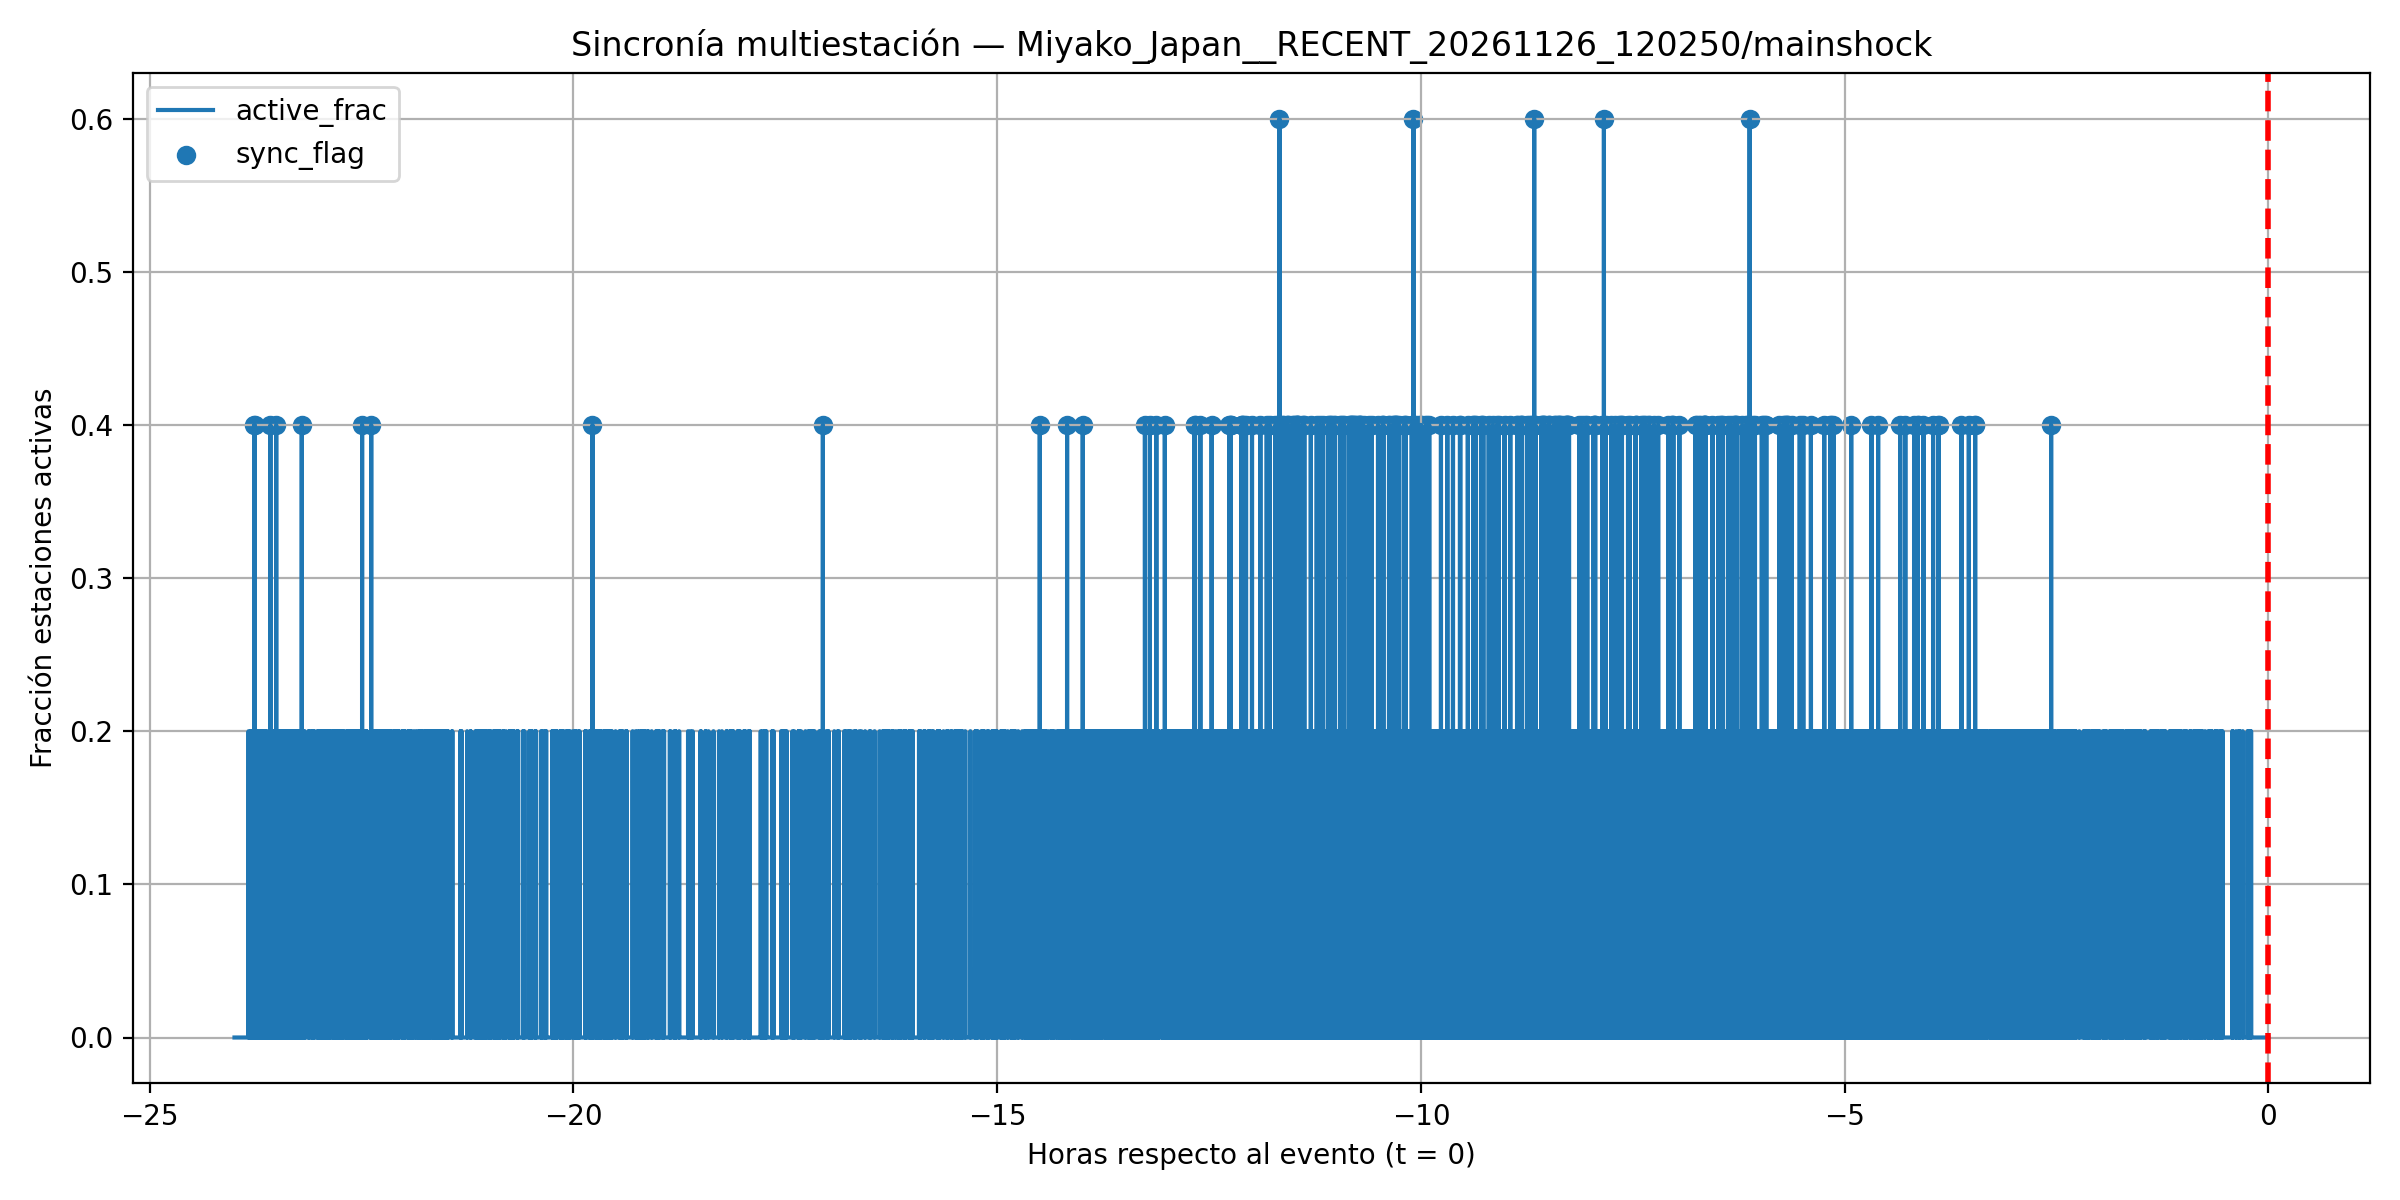 Sincronía multiestación — Miyako_Japan__RECENT_20261126_120250/mainshock
active_frac
sync_flag
Fracción estaciones activas
0.6
0.5
0.4
0.3
0.2
0.1
0.0
−25
−20
−15
−10
−5
0
Horas respecto al evento (t = 0)